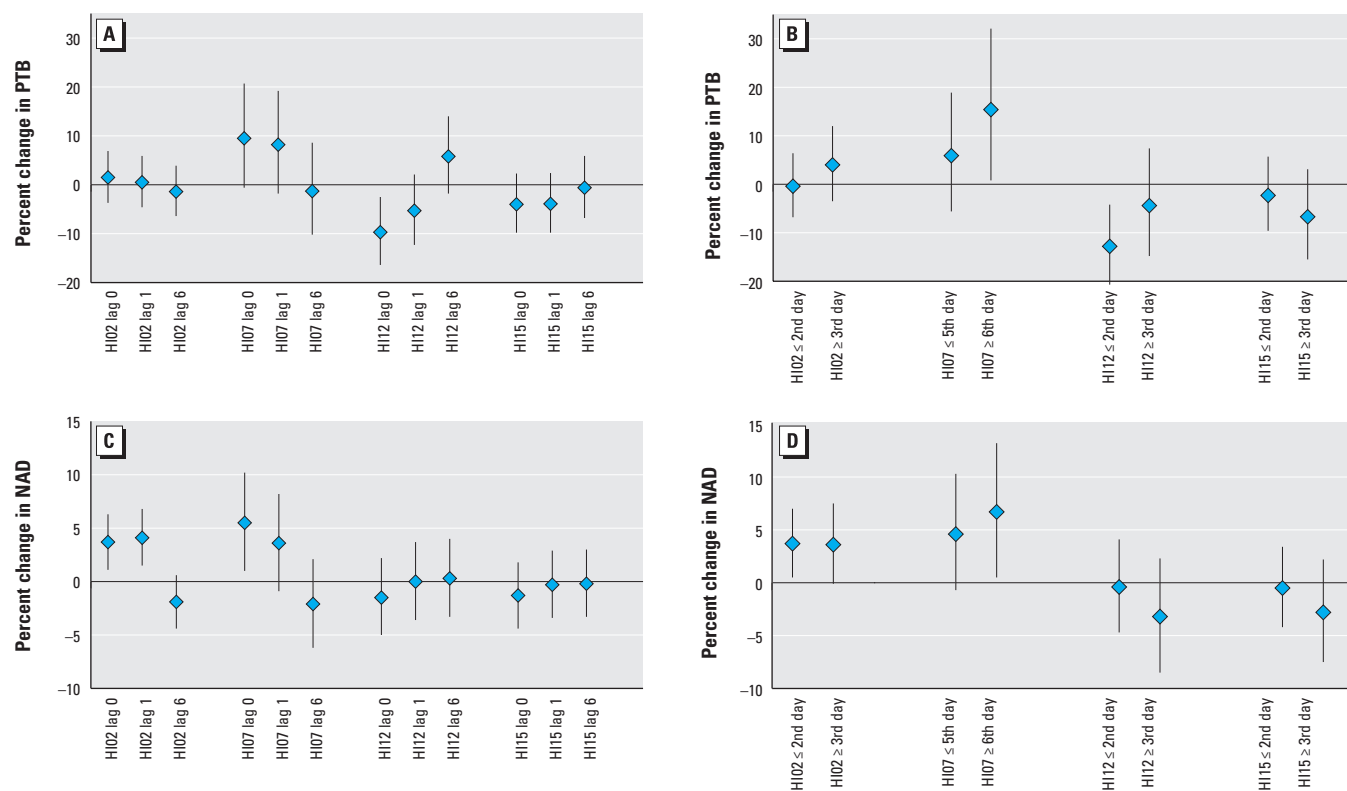 A
Percent change in PTB
30
20
10
0
–10
–20
HI02 lag 0
HI02 lag 1
HI02 lag 6
HI07 lag 0
HI07 lag 1
HI07 lag 6
HI12 lag 0
HI12 lag 1
HI12 lag 6
HI15 lag 0
HI15 lag 1
HI15 lag 6
B
Percent change in PTB
30
20
10
0
–10
–20
HI02 ≤ 2nd day
HI02 ≥ 3rd day
HI07 ≤ 5th day
HI07 ≥ 6th day
HI12 ≤ 2nd day
HI12 ≥ 3rd day
HI15 ≤ 2nd day
HI15 ≥ 3rd day
C
Percent change in NAD
15
10
5
0
–5
–10
HI02 lag 0
HI02 lag 1
HI02 lag 6
HI07 lag 0
HI07 lag 1
HI07 lag 6
HI12 lag 0
HI12 lag 1
HI12 lag 6
HI15 lag 0
HI15 lag 1
HI15 lag 6
D
Percent change in NAD
15
10
5
0
–5
–10
HI02 ≤ 2nd day
HI02 ≥ 3rd day
HI07 ≤ 5th day
HI07 ≥ 6th day
HI12 ≤ 2nd day
HI12 ≥ 3rd day
HI15 ≤ 2nd day
HI15 ≥ 3rd day